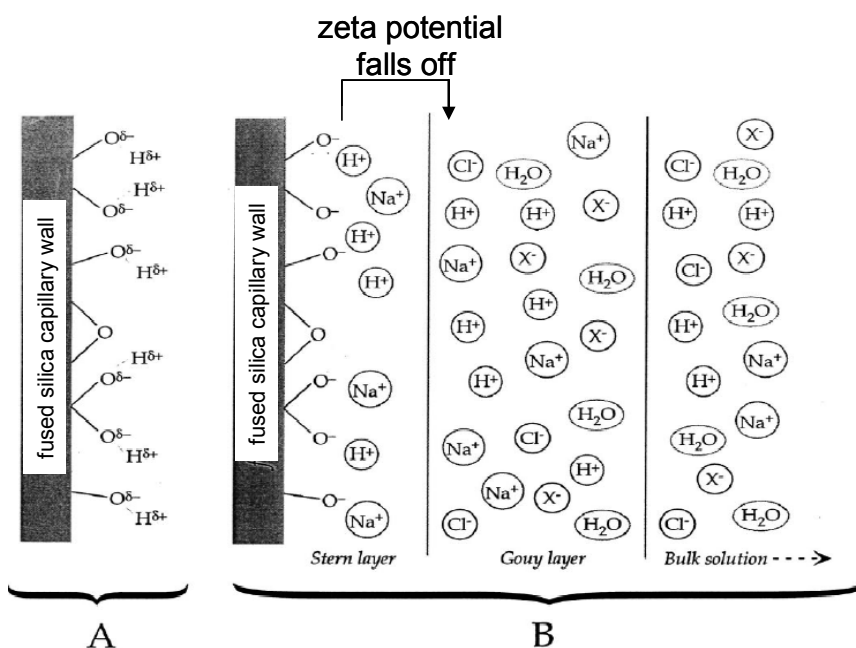 zeta potential
falls off
fused silica capillary wall
Oδ−
Hδ+
Hδ+
Oδ−
Oδ−
Hδ+
O
Hδ+
Oδ−
Oδ−
Hδ+
Oδ−
Hδ+
A
fused silica capillary wall
O−
H+
Na+
O−
H+
O−
H+
O
O−
Na+
O−
H+
O−
Na+
Stern layer
Na+
Cl-
H2O
H+
H+
X-
Na+
X-
H2O
H+
H+
X-
Na+
H+
H2O
Na+
Cl-
H+
Na+
X-
Cl-
H2O
Gouy layer
X-
Cl-
H2O
H+
H+
X-
Cl-
H2O
H+
Na+
H+
Na+
H2O
X-
Cl-
H2O
Bulk solution
B